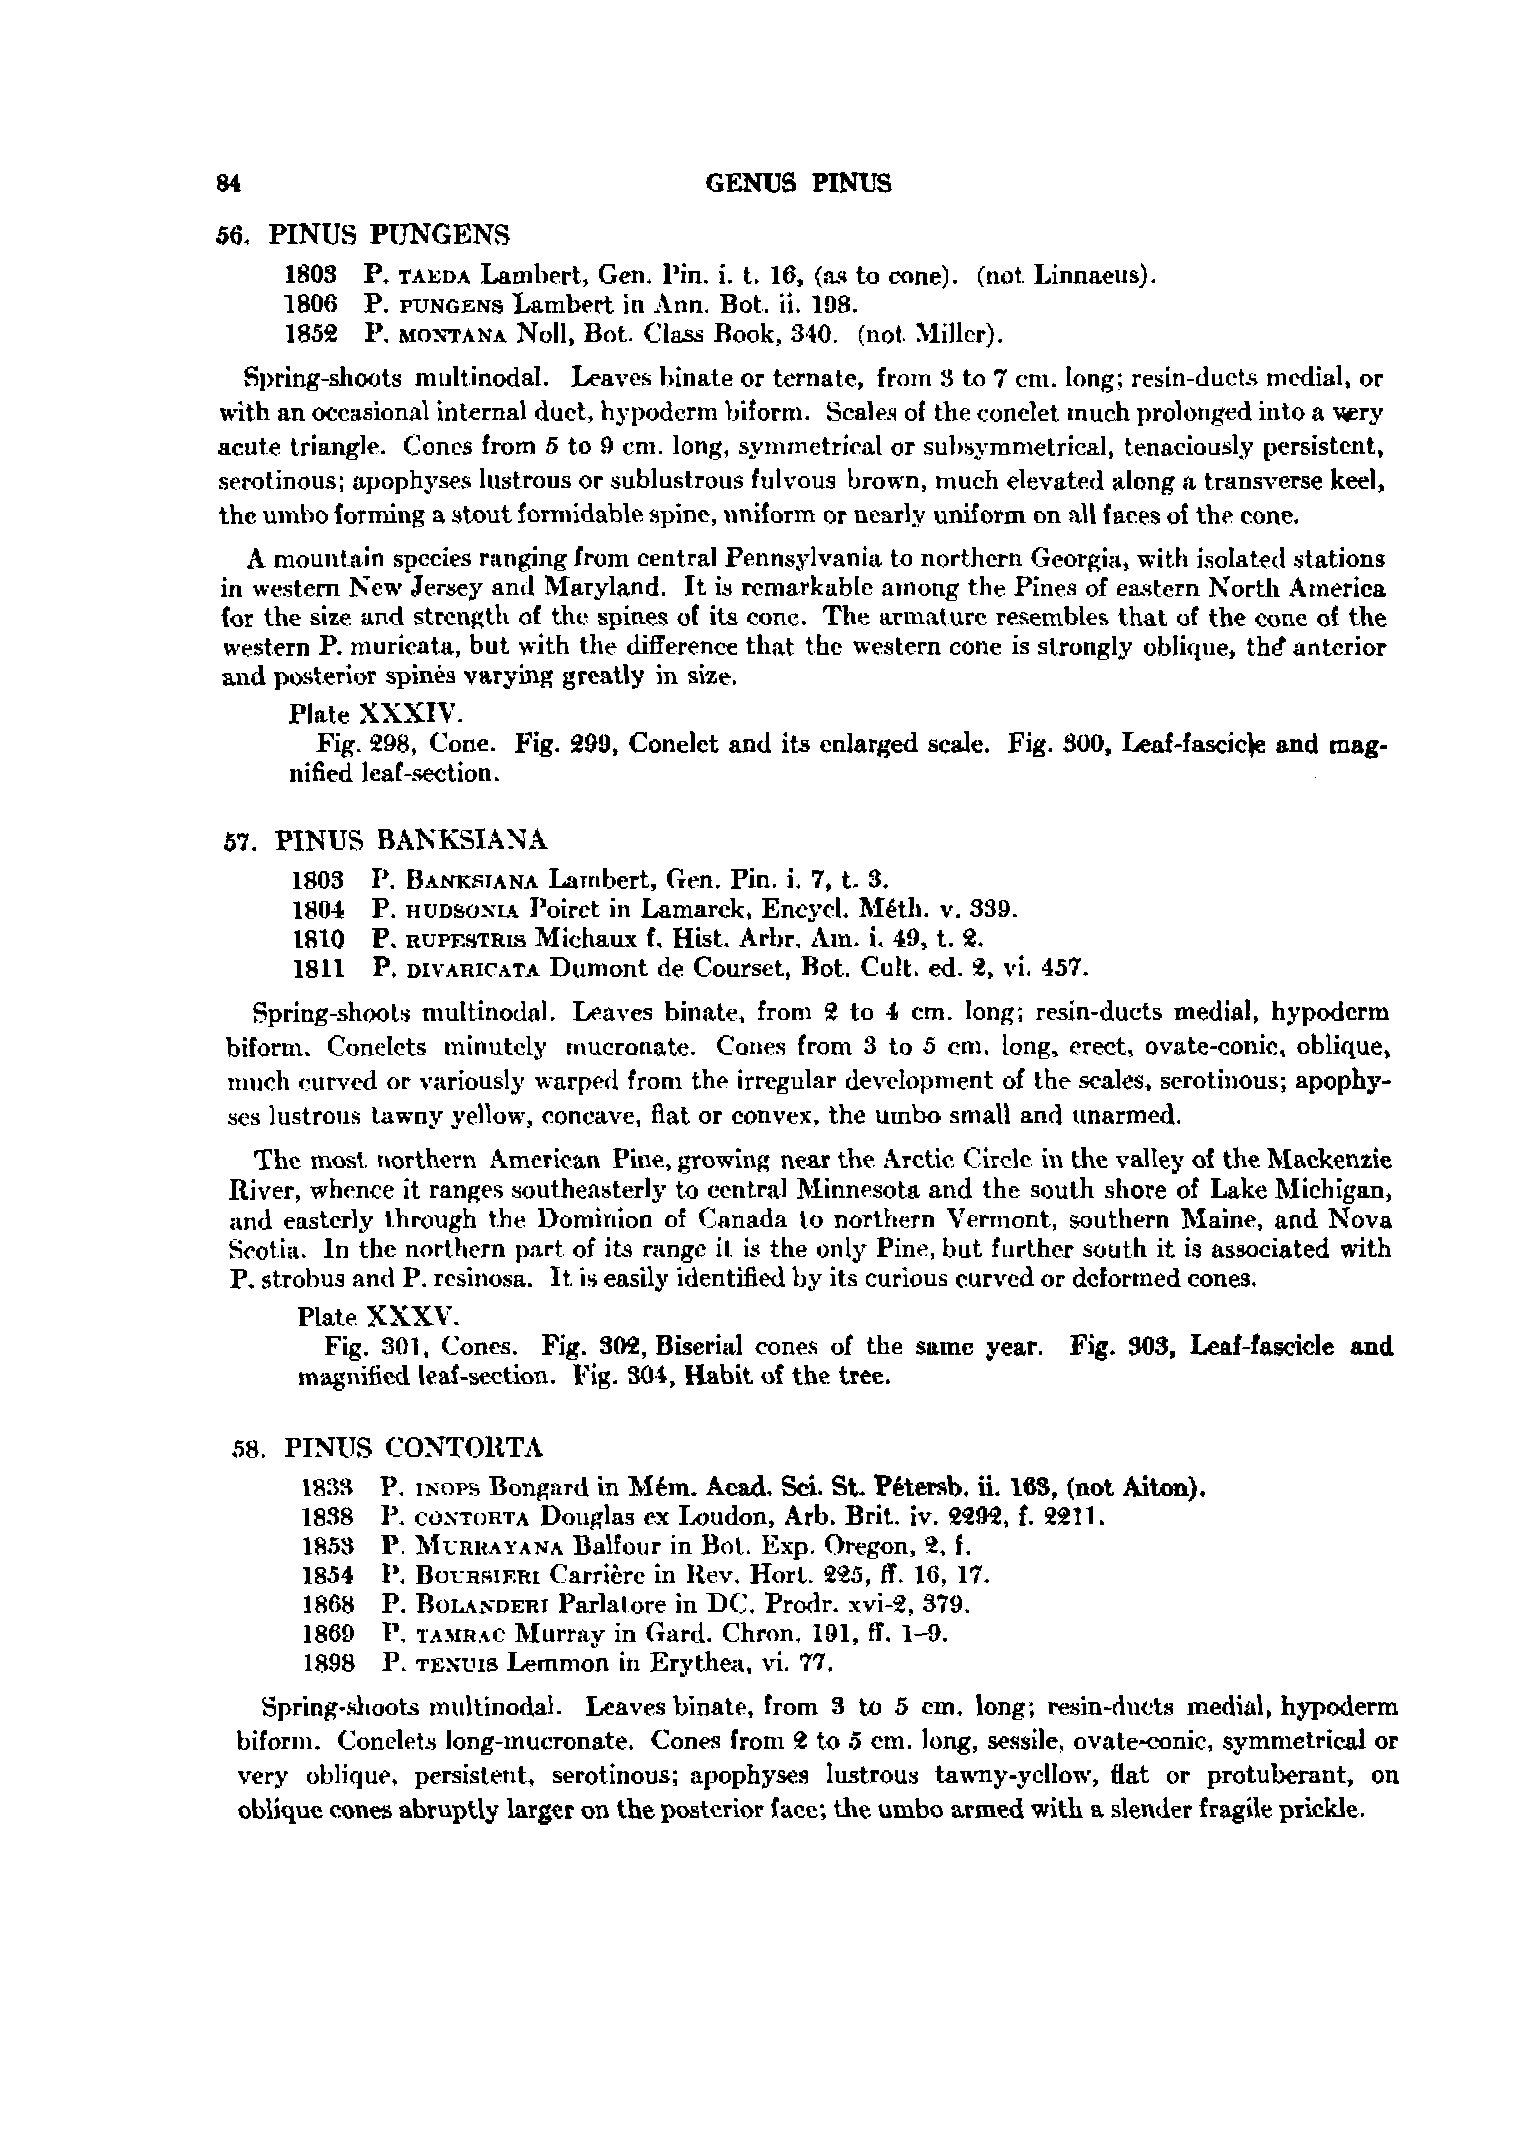 84 GENUS PINUS
56. PINUS PUNGENS
1803 P. TAEDA Lambert, Gen. Pin. i. t. 16, (as to cone). (not Linnaeus).
1806 P. PUNGENS Lambert in Ann. Bot. ii. 198.
1852 P. MONTANA Noll, Bot. Class Book, 340. (not Miller).
Spring-shoots multinodal. Leaves binate or ternate, from 3 to 7 cm. long; resin-ducts medial, or
with an occasional internal duct, hypoderm biform. Scales of the conelet much prolonged into a very
acute triangle. Cones from 5 to 9 cm. long, symmetrical or subsymmetrical, tenaciously persistent,
serotinous; apophyses lustrous or sublustrous fulvous brown, much elevated along a transverse keel,
the umbo forming a stout formidable spine, uniform or nearly uniform on all faces of the cone.
A mountain species ranging from central Pennsylvania to northern Georgia, with isolated stations
in western New Jersey and Maryland. It is remarkable among the Pines of eastern North America
for the size and strength of the spines of its cone. The armature resembles that of the cone of the
western P. muricata, but with the difference that the western cone is strongly oblique, the anterior
and posterior spines varying greatly in size.
Plate XXXIV.
Fig. 298, Cone. Fig. 299, Conelet and its enlarged scale. Fig. 300, Leaf-fascicle and mag-
nified leaf-section.
57. PINUS BANKSIANA
1803 P. BANKSIANA Lambert, Gen. Pin. i. 7, t. 3.
1804 P. HUDSONIA Poiret in Lamarck, Encycl. Méth. v. 339.
1810 P. RUPESTRIS Michaux f. Hist. Arbr. Am. i. 49, t. 2.
1811 P. DIVARICATA Dumont de Courset, Bot. Cult. ed. 2, vi. 457.
Spring-shoots multinodal. Leaves binate, from 2 to 4 cm. long; resin-ducts medial, hypoderm
biform. Conelets minutely mucronate. Cones from 3 to 5 cm. long, erect, ovate-conic, oblique,
much curved or variously warped from the irregular development of the scales, serotinous; apophy-
ses lustrous tawny yellow, concave, flat or convex, the umbo small and unarmed.
The most northern American Pine, growing near the Arctic Circle in the valley of the Mackenzie
River, whence it ranges southeasterly to central Minnesota and the south shore of Lake Michigan,
and easterly through the Dominion of Canada to northern Vermont, southern Maine, and Nova
Scotia. In the northern part of its range it is the only Pine, but further south it is associated with
P. strobus and P. resinosa. It is easily identified by its curious curved or deformed cones.
Plate XXXV.
Fig. 301, Cones. Fig. 302, Biserial cones of the same year. Fig. 303, Leaf-fascicle and
magnified leaf-section. Fig. 304, Habit of the tree.
58. PINUS CONTORTA
1833 P. INOPS Bongard in Mém. Acad. Sci. St. Pétersb. ii. 163, (not Aiton).
1838 P. CONTORTA Douglas ex Loudon, Arb. Brit. iv. 2292, f. 2211.
1853 P. MURRAYANA Balfour in Bot. Exp. Oregon, 2, f.
1854 P. BOURSIERI Carrière in Rev. Hort. 225, ff. 16, 17.
1868 P. BOLANDERI Parlatore in DC. Prodr. xvi-2, 379.
1869 P. TAMRAC Murray in Gard. Chron. 191, ff. 1–9.
1898 P. TENUIS Lemmon in Erythea, vi. 77.
Spring-shoots multinodal. Leaves binate, from 3 to 5 cm. long; resin-ducts medial, hypoderm
biform. Conelets long-mucronate. Cones from 2 to 5 cm. long, sessile, ovate-conic, symmetrical or
very oblique, persistent, serotinous; apophyses lustrous tawny-yellow, flat or protuberant, on
oblique cones abruptly larger on the posterior face; the umbo armed with a slender fragile prickle.